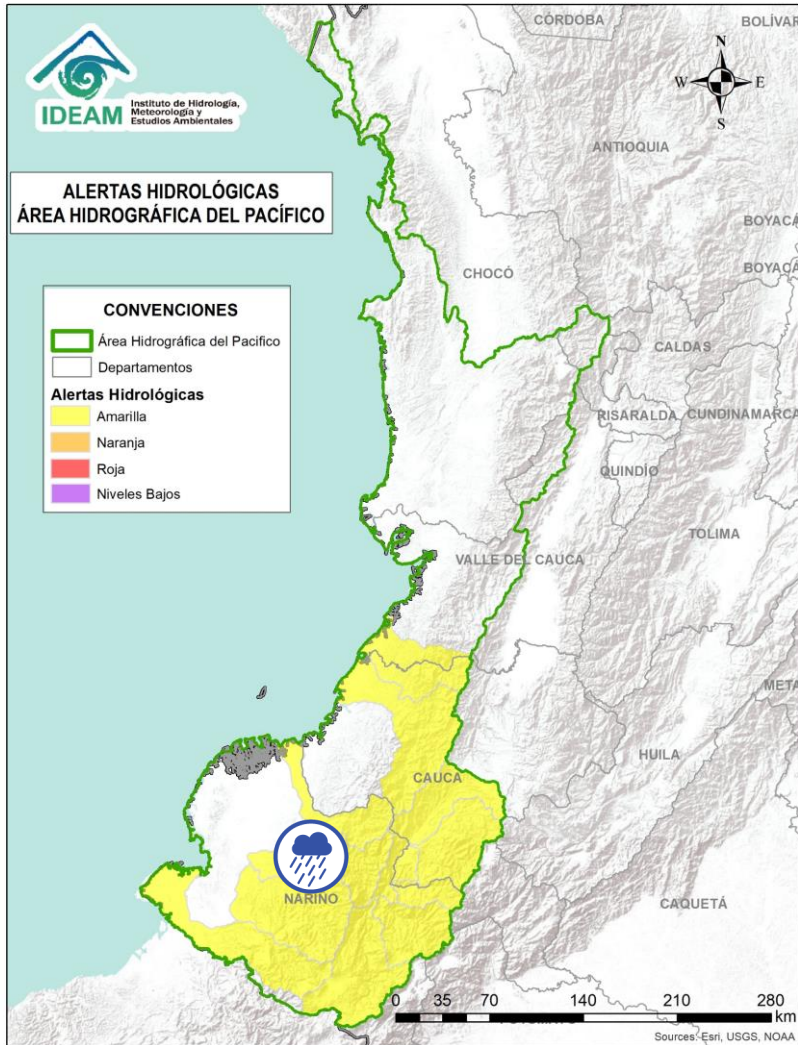 CÓRDOBA
BOLÍVAR
IDEAM
Instituto de Hidrología,
Meteorología y
Estudios Ambientales
N
W E
S
ANTIOQUIA
ALERTAS HIDROLÓGICAS
ÁREA HIDROGRÁFICA DEL PACÍFICO
BOYACÁ
CHOCÓ
BOYACÁ
CONVENCIONES
Área Hidrográfica del Pacifico
Departamentos
Alertas Hidrológicas
Amarilla
Naranja
Roja
Niveles Bajos
CALDAS
RISARALDA
CUNDINAMARCA
QUINDÍO
TOLIMA
VALLE DEL CAUCA
META
HUILA
CAUCA
NARIÑO
CAQUETÁ
0 35 70 140 210 280
km
Sources: Esri, USGS, NOAA